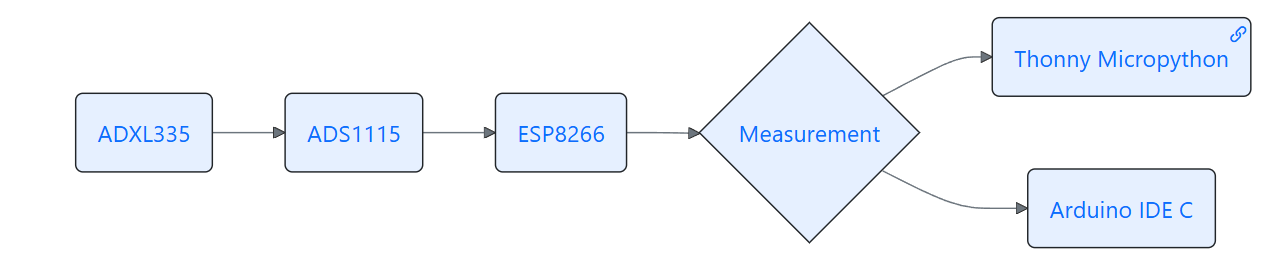 ADXL335
ADS1115
ESP8266
Measurement
Thonny Micropython
Arduino IDE C